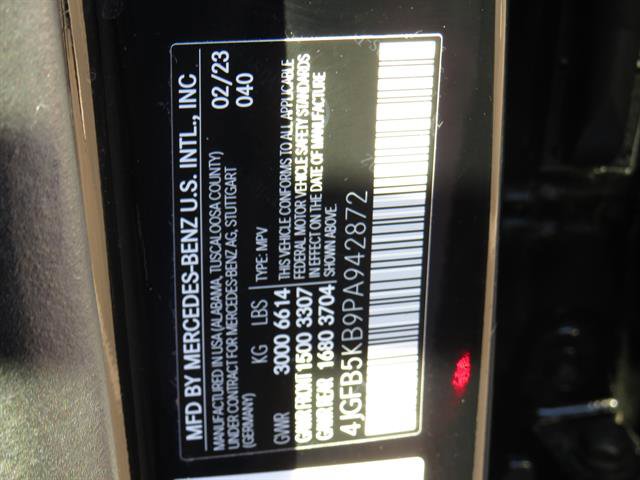 MFD BY MERCEDES-BENZ U.S. INTL., INC
MANUFACTURED IN USA (ALABAMA, TUSCALOOSA COUNTY)
UNDER CONTRACT FOR MERCEDES-BENZ AG, STUTTGART
(GERMANY)
02/23
040
KG LBS TYPE: MPV
GWR 3000 6614 THIS VEHICLE CONFORMS TO ALL APPLICABLE
GAWR FRONT 1500 3307 FEDERAL MOTOR VEHICLE SAFETY STANDARDS
GAWR REAR 1680 3704 IN EFFECT ON THE DATE OF MANUFACTURE
SHOWN ABOVE.
4JGFB5KB9PA942872